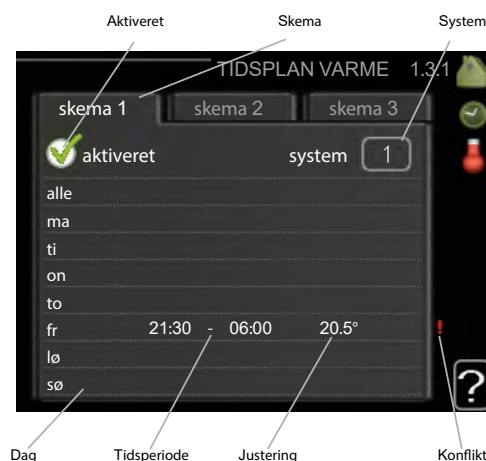 Aktiveret Skema System
TIDSPLAN VARME 1.3.1
skema 1 skema 2 skema 3
aktiveret system 1
alle
ma
ti
on
to
fr 21:30 - 06:00 20.5° !
lø
sø
?
Dag Tidsperiode Justering Konflikt